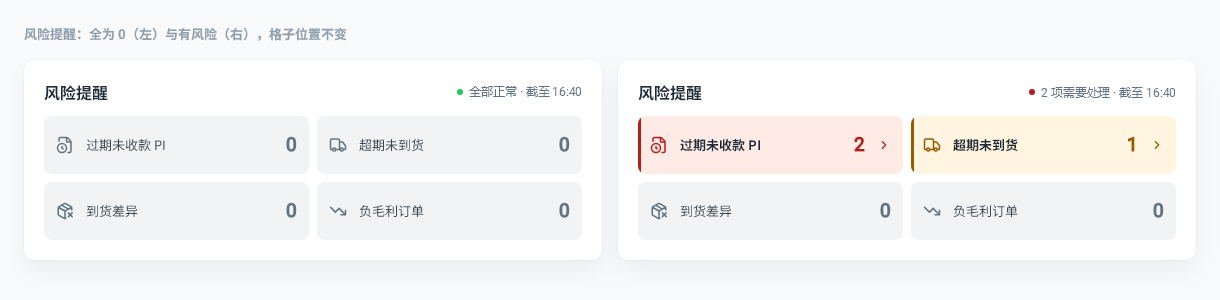 风险提醒：全为 0（左）与有风险（右），格子位置不变
风险提醒
全部正常 · 截至 16:40
过期未收款 PI
0
超期未到货
0
到货差异
0
负毛利订单
0
风险提醒
2 项需要处理 · 截至 16:40
过期未收款 PI
2
超期未到货
1
到货差异
0
负毛利订单
0